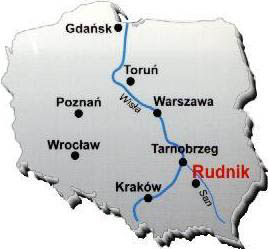 Gdańsk
Toruń
Poznań
Wisła
Warszawa
Wrocław
Tarnobrzeg
Rudnik
Kraków
San